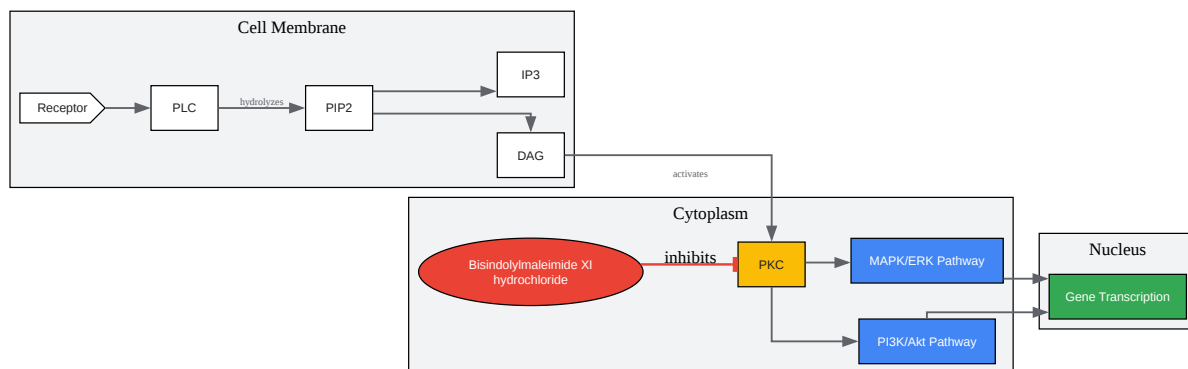 Cell Membrane
Receptor
PLC
hydrolyzes
PIP2
IP3
DAG
activates
Cytoplasm
Bisindolylmaleimide XI
hydrochloride
inhibits
PKC
MAPK/ERK Pathway
PI3K/Akt Pathway
Nucleus
Gene Transcription